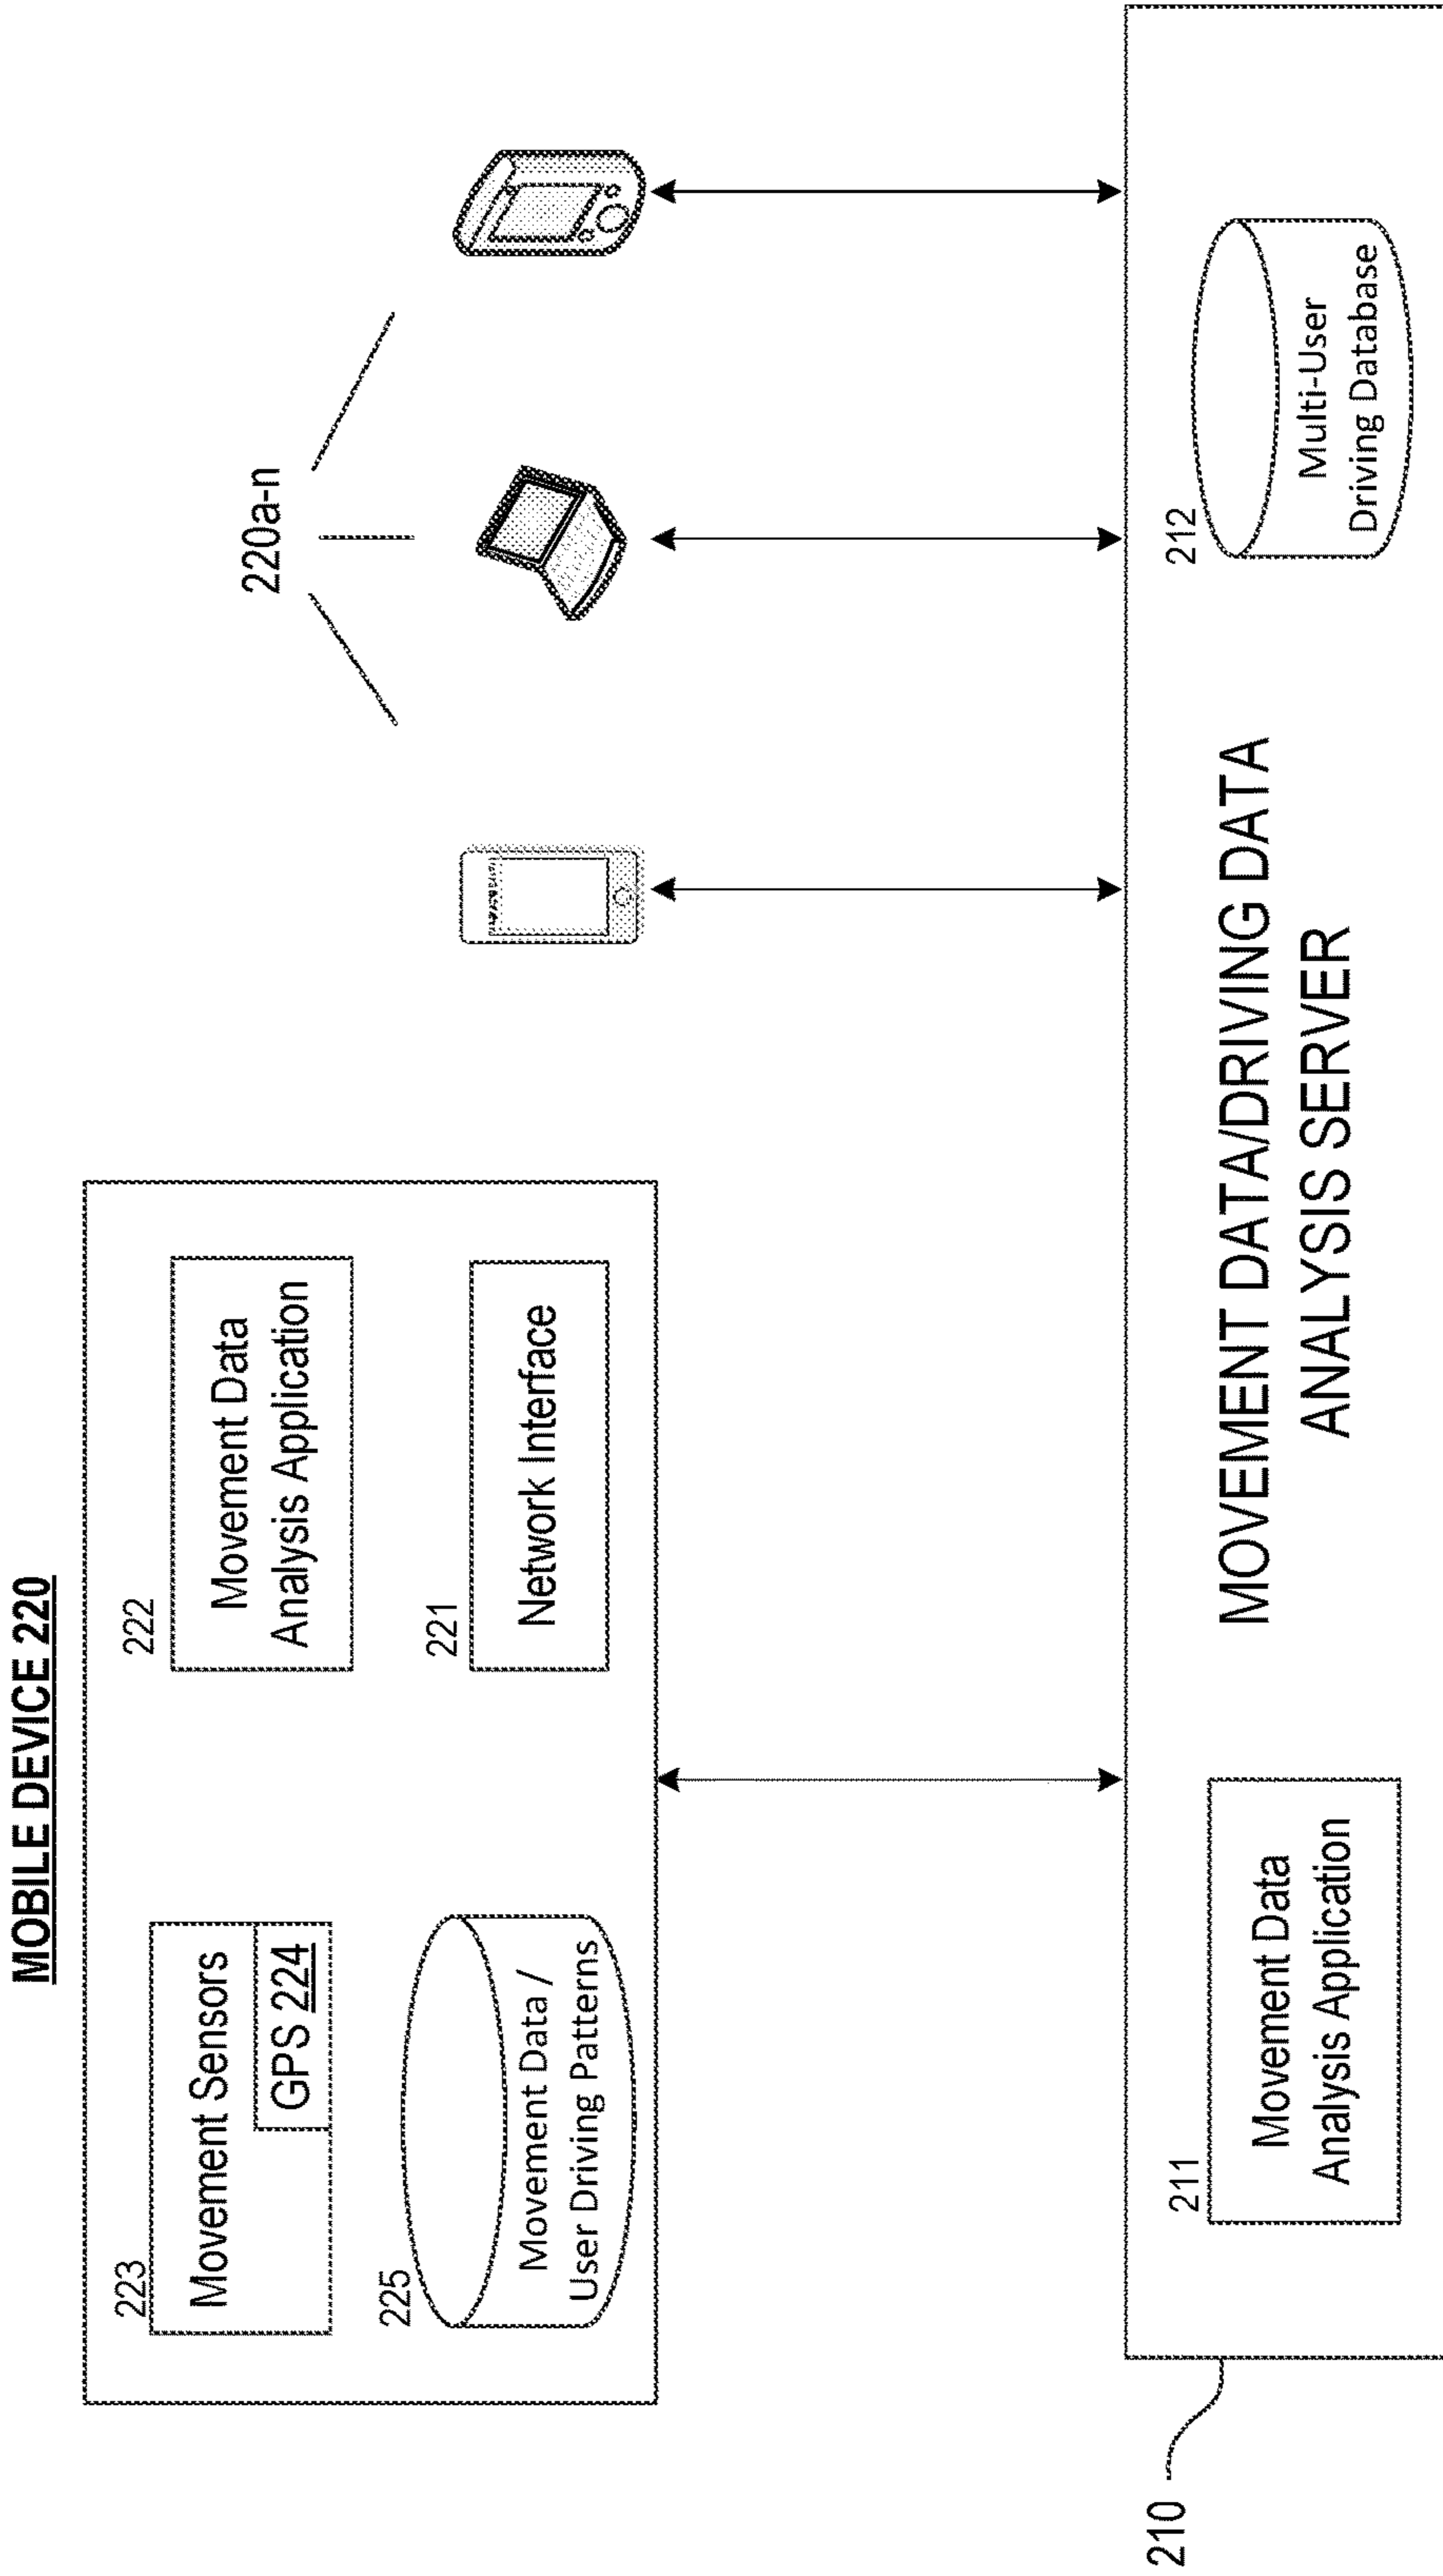 MOBILE DEVICE 220
223
Movement Sensors
GPS 224
222
Movement Data
Analysis Application
225
Movement Data /
User Driving Patterns
221
Network Interface
220a-n
210
211
Movement Data
Analysis Application
MOVEMENT DATA/DRIVING DATA
ANALYSIS SERVER
212
Multi-User
Driving Database